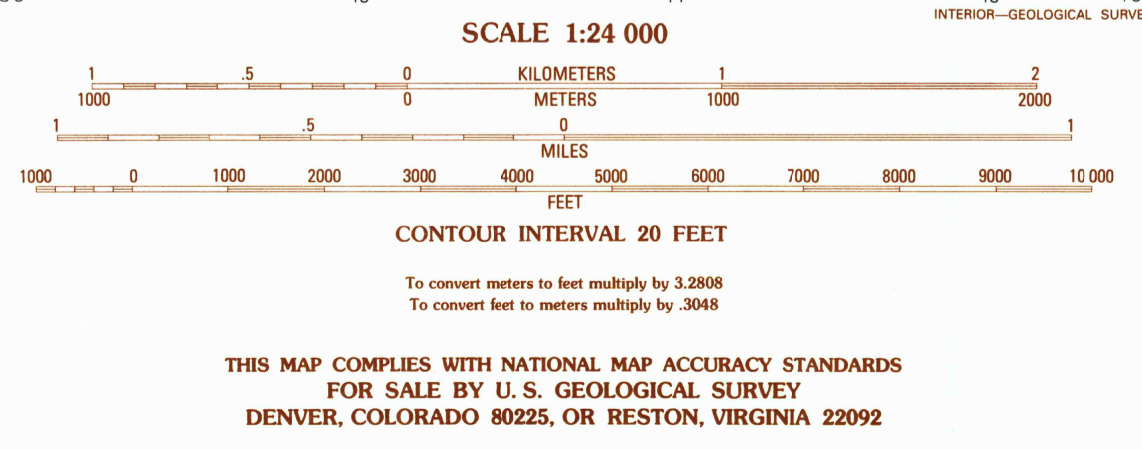 INTERIOR—GEOLOGICAL SURVE
SCALE 1:24 000
1 .5 0 KILOMETERS 1 2
1000 0 METERS 1000 2000
1 .5 0 1
MILES
1000 0 1000 2000 3000 4000 5000 6000 7000 8000 9000 10 000
FEET
CONTOUR INTERVAL 20 FEET
To convert meters to feet multiply by 3.2808
To convert feet to meters multiply by .3048
THIS MAP COMPLIES WITH NATIONAL MAP ACCURACY STANDARDS
FOR SALE BY U. S. GEOLOGICAL SURVEY
DENVER, COLORADO 80225, OR RESTON, VIRGINIA 22092